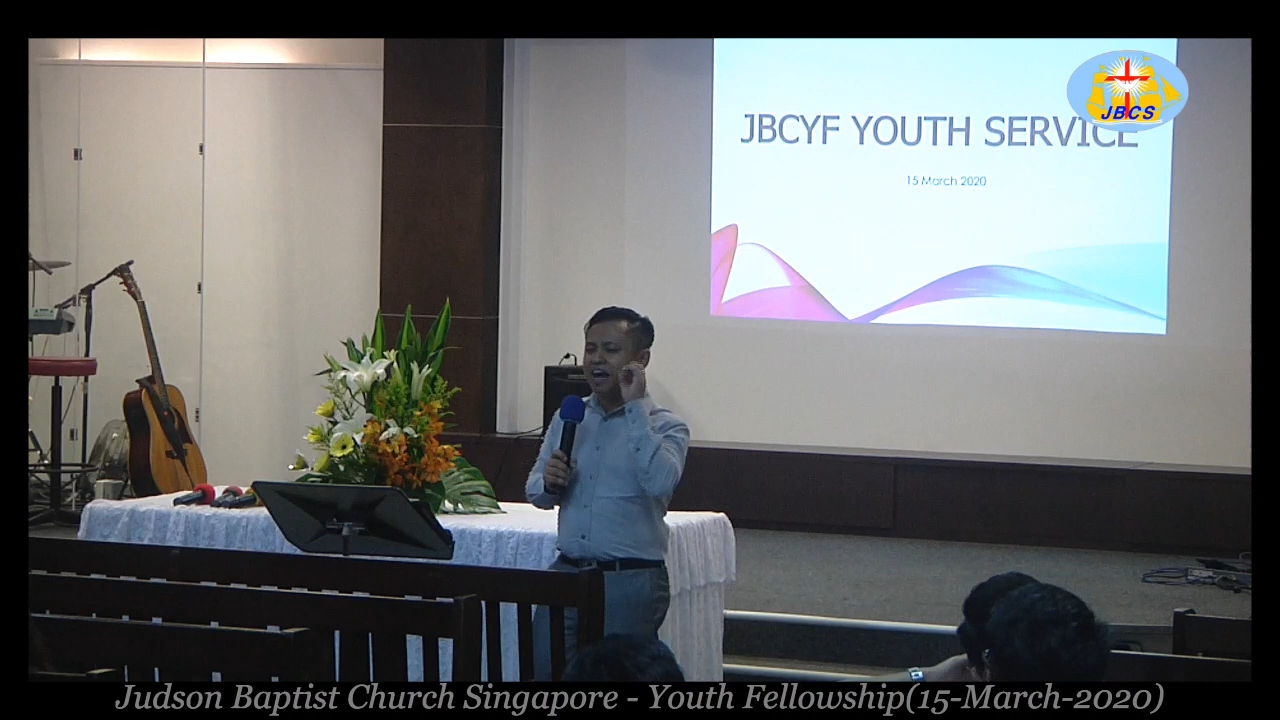 JBCS
JBCYF YOUTH SERVICE
15 March 2020
Judson Baptist Church Singapore - Youth Fellowship(15-March-2020)